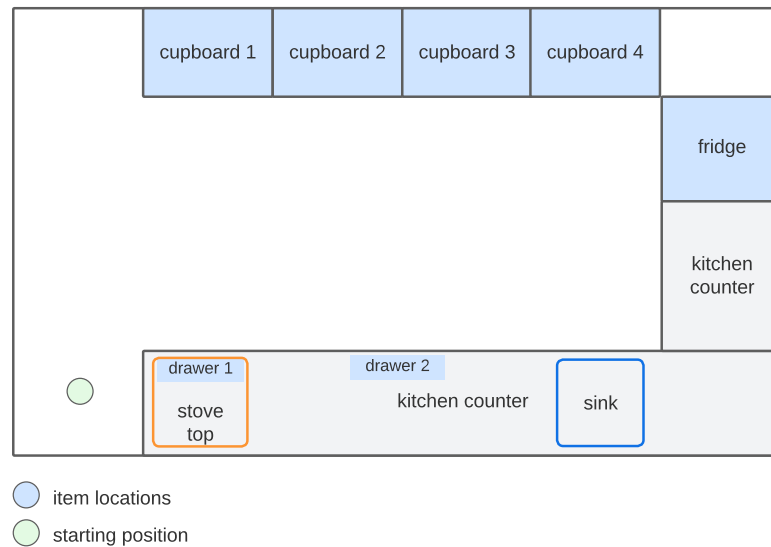 cupboard 1
cupboard 2
cupboard 3
cupboard 4
fridge
kitchen
counter
drawer 1
drawer 2
stove
top
kitchen counter
sink
item locations
starting position